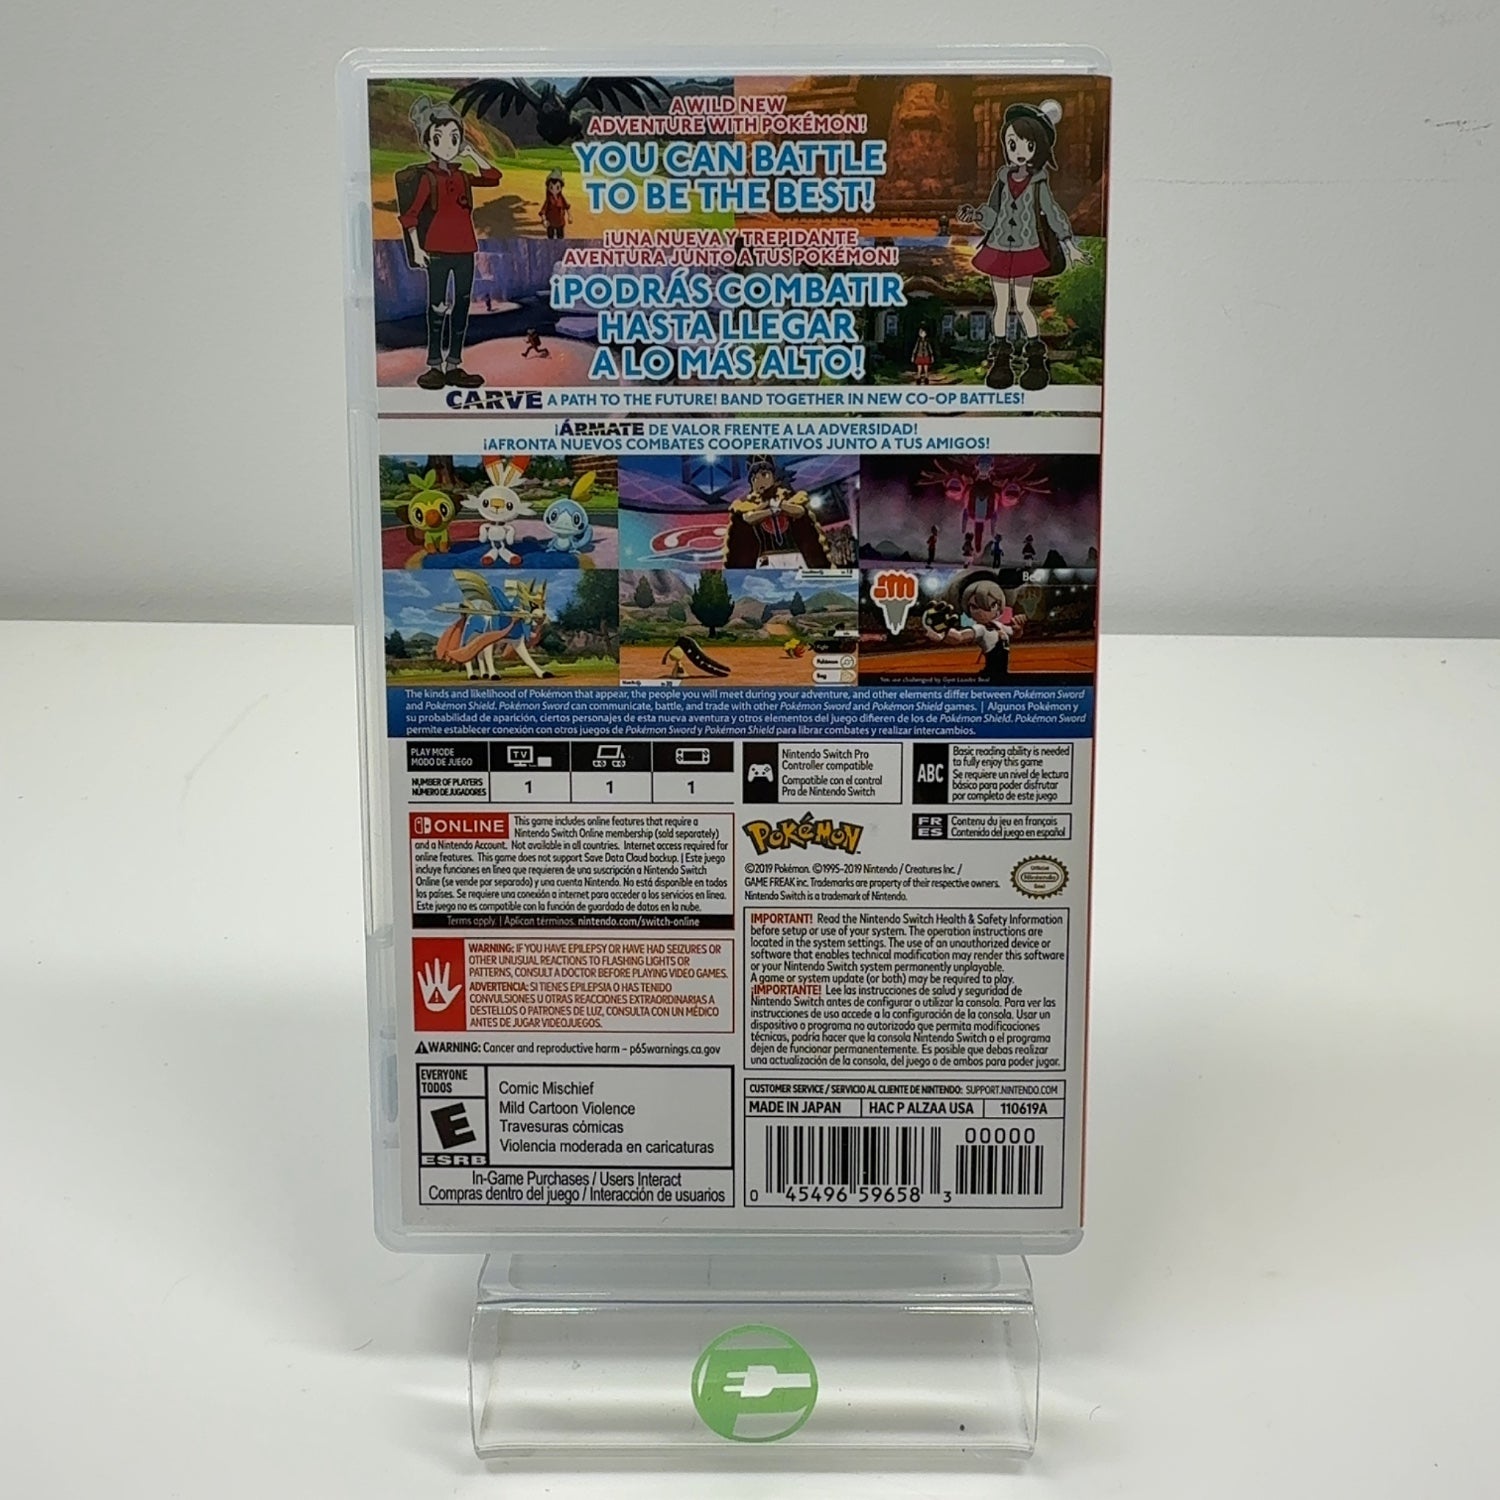 A WILD NEW
ADVENTURE WITH POKÉMON!
YOU CAN BATTLE
TO BE THE BEST!
¡UNA NUEVA Y TREPIDANTE
AVENTURA JUNTO A TUS POKÉMON!
¡PODRÁS COMBATIR
HASTA LLEGAR
A LO MÁS ALTO!
CARVE A PATH TO THE FUTURE! BAND TOGETHER IN NEW CO-OP BATTLES!
¡ÁRMATE DE VALOR FRENTE A LA ADVERSIDAD!
¡AFRONTA NUEVOS COMBATES COOPERATIVOS JUNTO A TUS AMIGOS!
Bea
Pokémon
Bag
You are challenged by Gym Leader Bea!
The kinds and likelihood of Pokémon that appear, the people you will meet during your adventure, and other elements differ between Pokémon Sword
and Pokémon Shield. Pokémon Sword can communicate, battle, and trade with other Pokémon Sword and Pokémon Shield games. | Algunos Pokémon y
su probabilidad de aparición, ciertos personajes de esta nueva aventura y otros elementos del juego difieren de los de Pokémon Shield. Pokémon Sword
permite establecer conexión con otros juegos de Pokémon Sword y Pokémon Shield para librar combates y realizar intercambios.
PLAY MODE
MODO DE JUEGO
TV
NUMBER OF PLAYERS
NÚMERO DE JUGADORES
1 1 1
Nintendo Switch Pro
Controller compatible
Compatible con el control
Pro de Nintendo Switch
ABC
Basic reading ability is needed
to fully enjoy this game
Se requiere un nivel de lectura
básico para poder disfrutar
por completo de este juego
ONLINE
This game includes online features that require a
Nintendo Switch Online membership (sold separately)
and a Nintendo Account. Not available in all countries. Internet access required for
online features. This game does not support Save Data Cloud backup. | Este juego
incluye funciones en línea que requieren de una suscripción a Nintendo Switch
Online (se vende por separado) y una cuenta Nintendo. No está disponible en todos
los países. Se requiere una conexión a internet para acceder a los servicios en línea.
Este juego no es compatible con la función de guardado de datos en la nube.
Terms apply. | Aplican términos. nintendo.com/switch-online
POKéMON
FR Contenu du jeu en français
ES Contenido del juego en español
©2019 Pokémon. ©1995-2019 Nintendo / Creatures Inc. /
GAME FREAK inc. Trademarks are property of their respective owners.
Nintendo Switch is a trademark of Nintendo.
Official
Nintendo
Seal
WARNING: IF YOU HAVE EPILEPSY OR HAVE HAD SEIZURES OR
OTHER UNUSUAL REACTIONS TO FLASHING LIGHTS OR
PATTERNS, CONSULT A DOCTOR BEFORE PLAYING VIDEO GAMES.
ADVERTENCIA: SI TIENES EPILEPSIA O HAS TENIDO
CONVULSIONES U OTRAS REACCIONES EXTRAORDINARIAS A
DESTELLOS O PATRONES DE LUZ, CONSULTA CON UN MÉDICO
ANTES DE JUGAR VIDEOJUEGOS.
WARNING: Cancer and reproductive harm - p65warnings.ca.gov
IMPORTANT! Read the Nintendo Switch Health & Safety Information
before setup or use of your system. The operation instructions are
located in the system settings. The use of an unauthorized device or
software that enables technical modification may render this software
or your Nintendo Switch system permanently unplayable.
A game or system update (or both) may be required to play.
¡IMPORTANTE! Lee las instrucciones de salud y seguridad de
Nintendo Switch antes de configurar o utilizar la consola. Para ver las
instrucciones de uso accede a la configuración de la consola. Usar un
dispositivo o programa no autorizado que permita modificaciones
técnicas, podría hacer que la consola Nintendo Switch o el programa
dejen de funcionar permanentemente. Es posible que debas realizar
una actualización de la consola, del juego o de ambos para poder jugar.
EVERYONE
TODOS
E
ESRB
Comic Mischief
Mild Cartoon Violence
Travesuras cómicas
Violencia moderada en caricaturas
In-Game Purchases / Users Interact
Compras dentro del juego / Interacción de usuarios
CUSTOMER SERVICE / SERVICIO AL CLIENTE DE NINTENDO: SUPPORT.NINTENDO.COM
MADE IN JAPAN HAC P ALZAA USA 110619A
00000
0 45496 59658 3